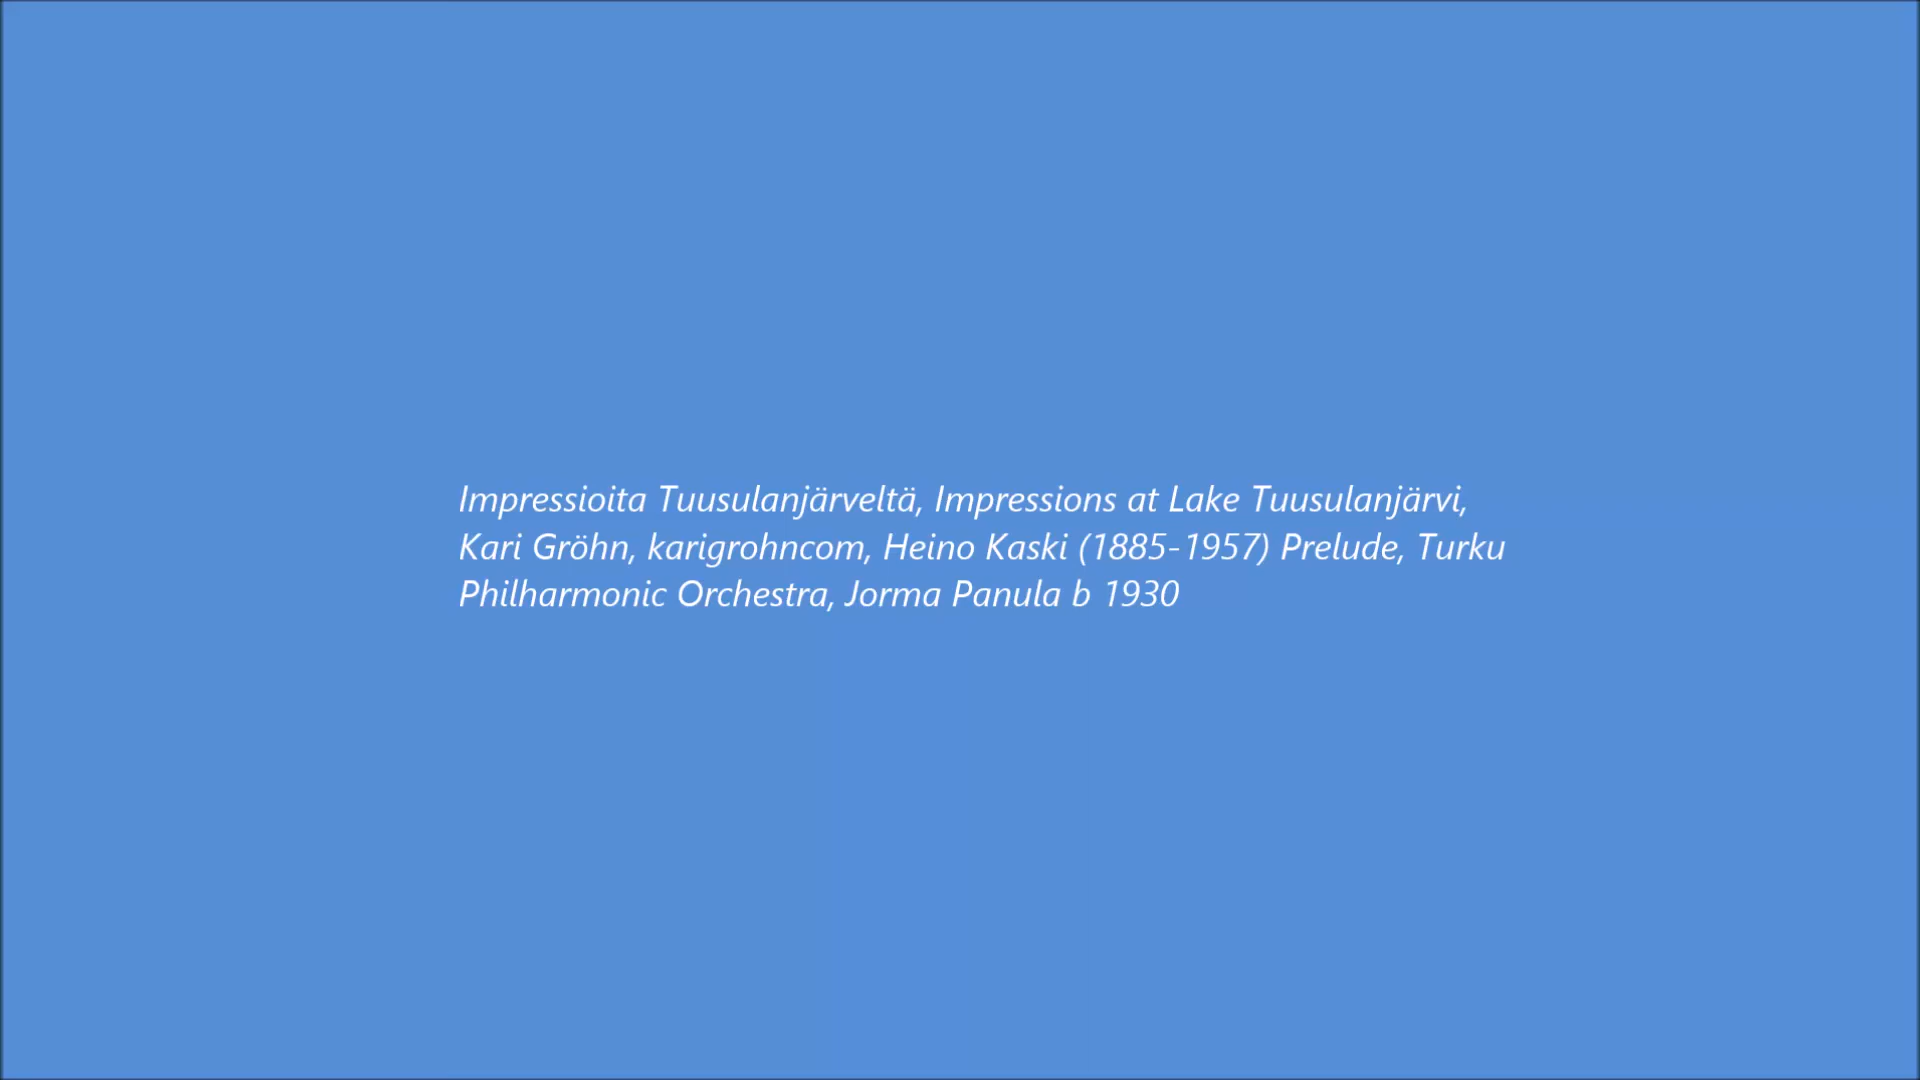 Impressioita Tuusulanjärveltä, Impressions at Lake Tuusulanjärvi,
Kari Gröhn, karigrohncom, Heino Kaski (1885-1957) Prelude, Turku
Philharmonic Orchestra, Jorma Panula b 1930